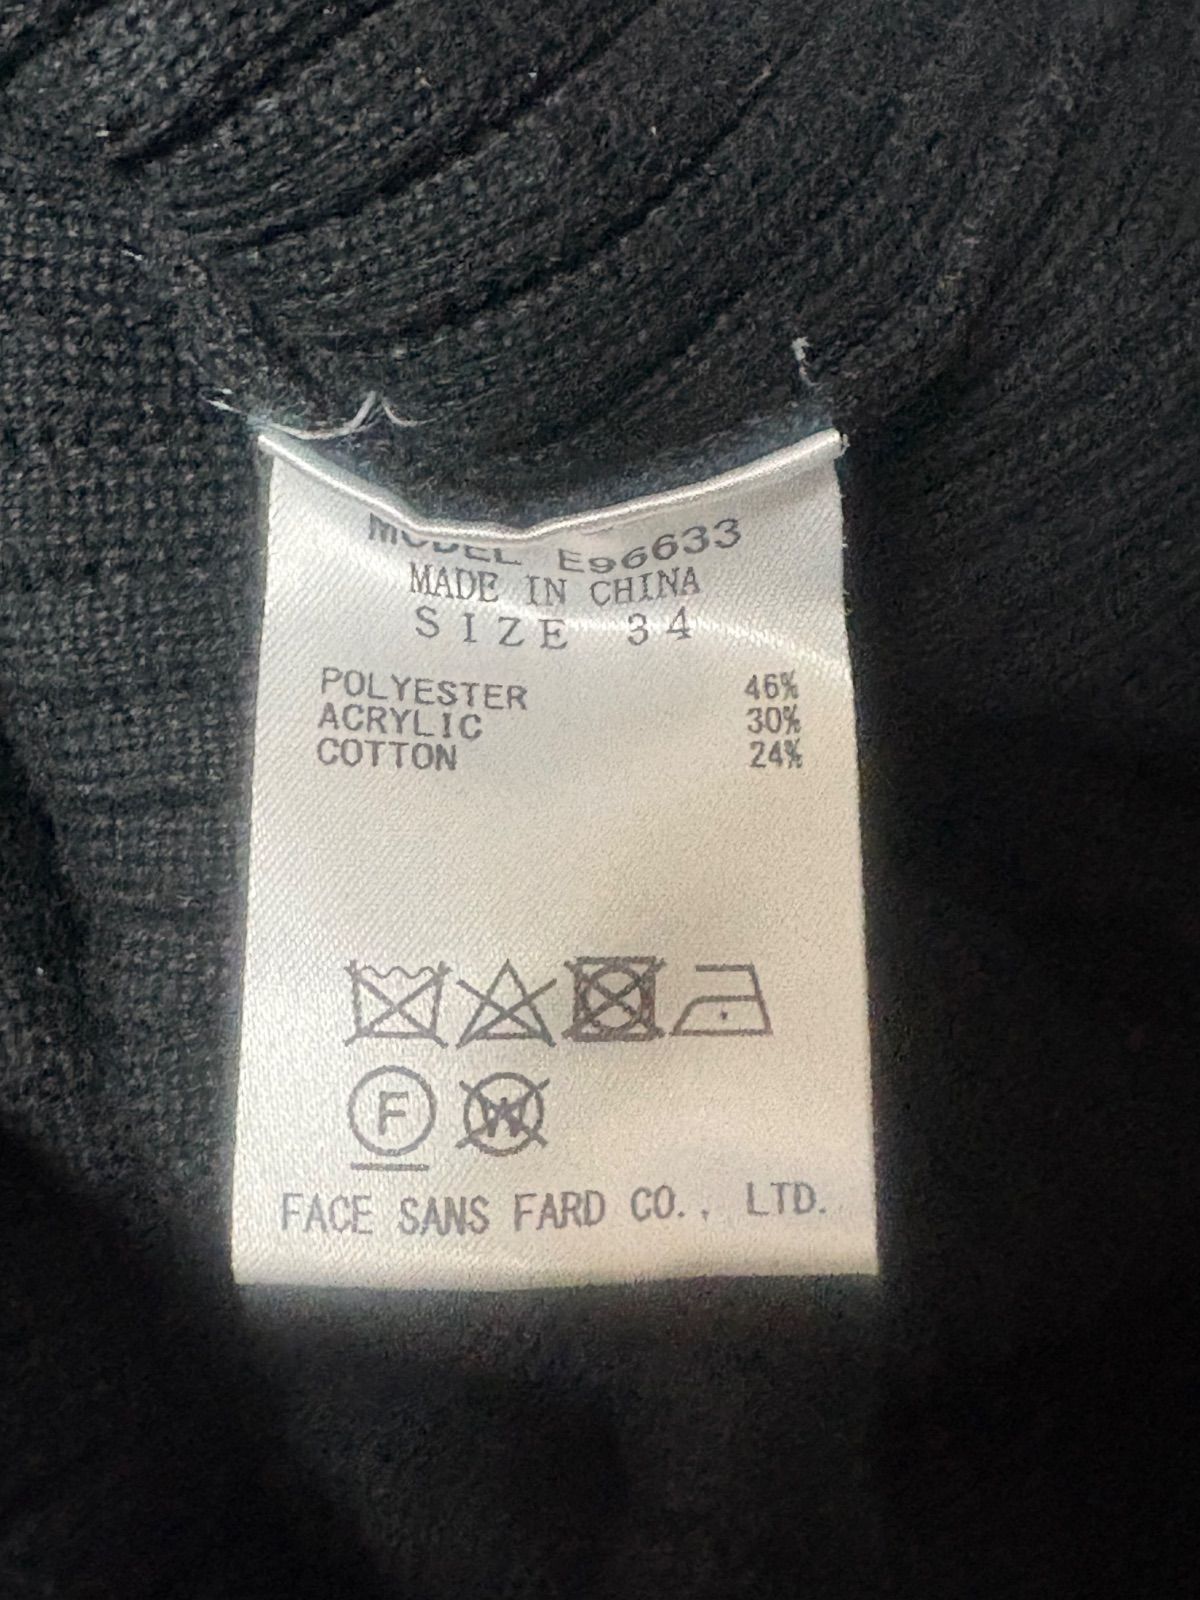 MODEL E96633
MADE IN CHINA
SIZE 34
POLYESTER 46%
ACRYLIC 30%
COTTON 24%
F W
FACE SANS FARD CO., LTD.